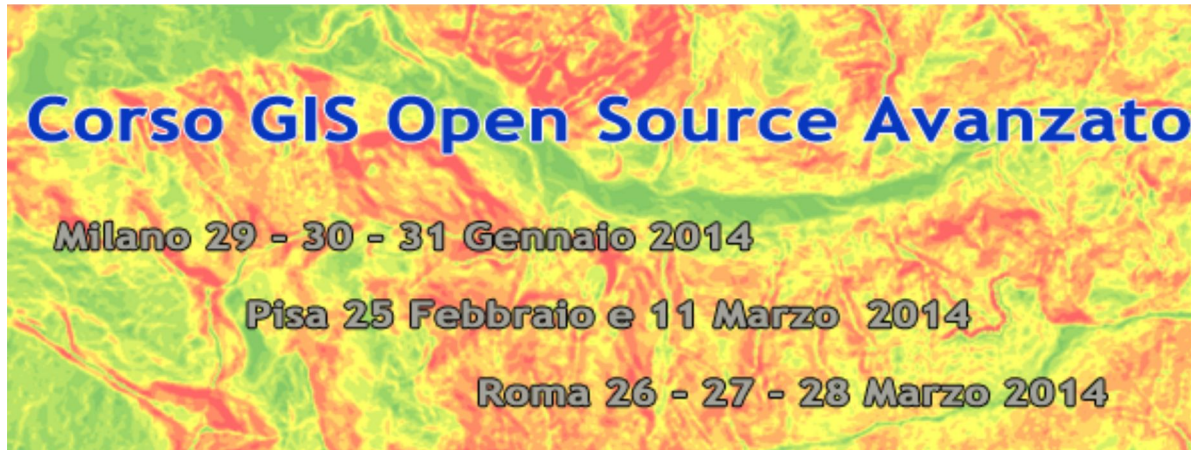 Corso GIS Open Source Avanzato
Milano 29 - 30 - 31 Gennaio 2014
Pisa 25 Febbraio e 11 Marzo 2014
Roma 26 - 27 - 28 Marzo 2014